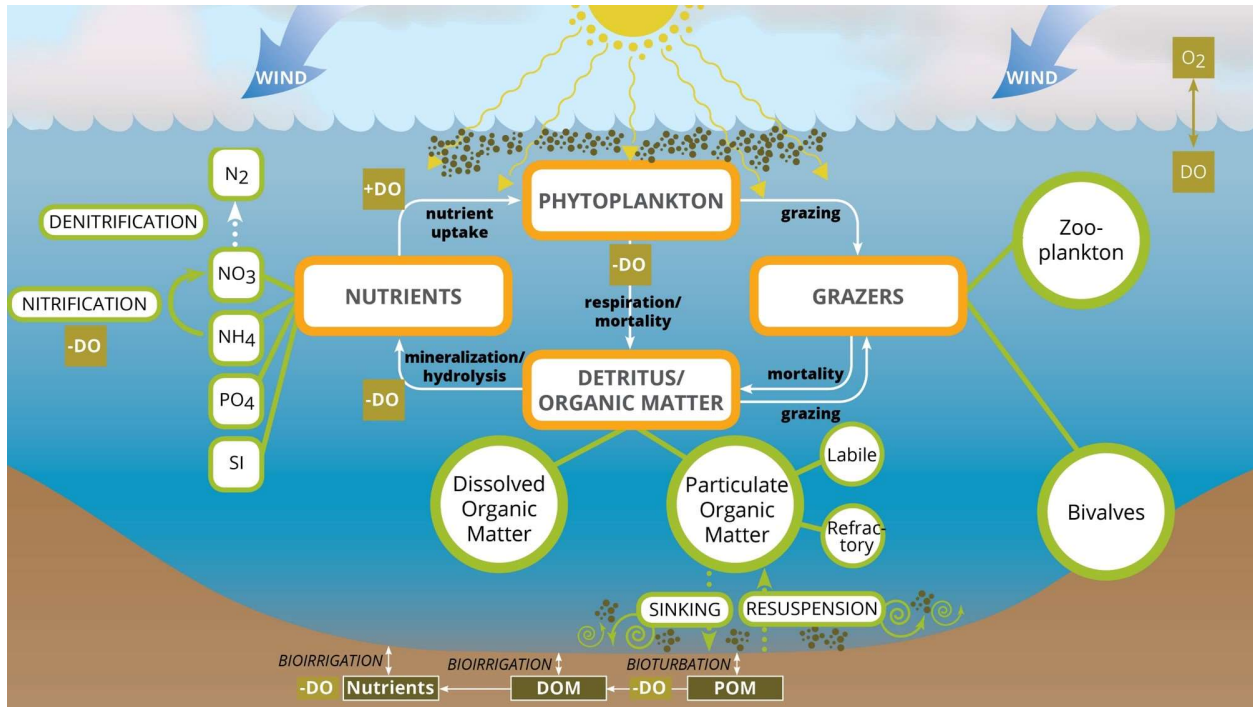 WIND
WIND
O2
DO
N2
DENITRIFICATION
NO3
NITRIFICATION
-DO
NH4
PO4
SI
+DO
nutrient
uptake
PHYTOPLANKTON
grazing
-DO
NUTRIENTS
respiration/
mortality
GRAZERS
Zoo-
plankton
mineralization/
hydrolysis
-DO
DETRITUS/
ORGANIC MATTER
mortality
grazing
Dissolved
Organic
Matter
Particulate
Organic
Matter
Labile
Refrac-
tory
Bivalves
SINKING
RESUSPENSION
BIOIRRIGATION
BIOIRRIGATION
BIOTURBATION
-DO
Nutrients
DOM
-DO
POM